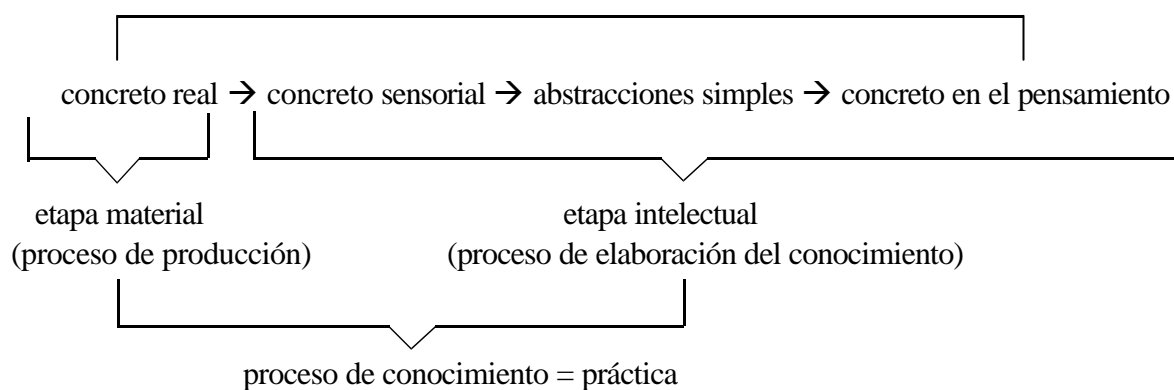 concreto real → concreto sensorial → abstracciones simples → concreto en el pensamiento
etapa material etapa intelectual
(proceso de producción) (proceso de elaboración del conocimiento)
proceso de conocimiento = práctica